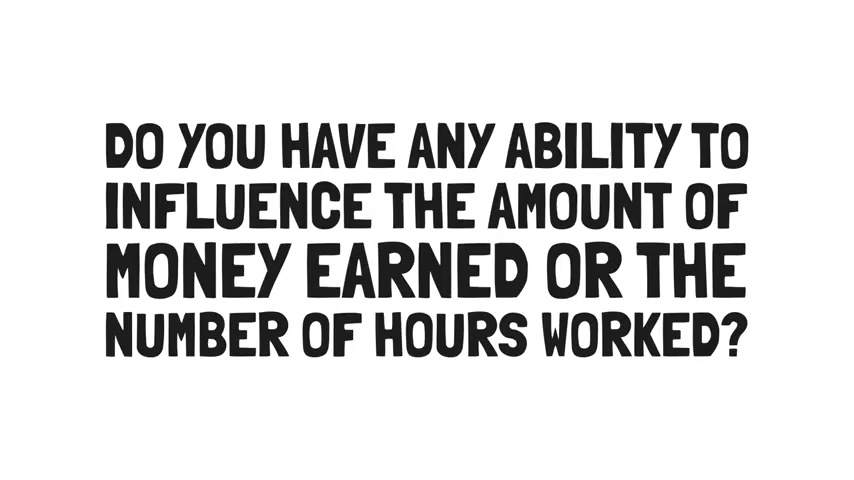 DO YOU HAVE ANY ABILITY TO
INFLUENCE THE AMOUNT OF
MONEY EARNED OR THE
NUMBER OF HOURS WORKED?